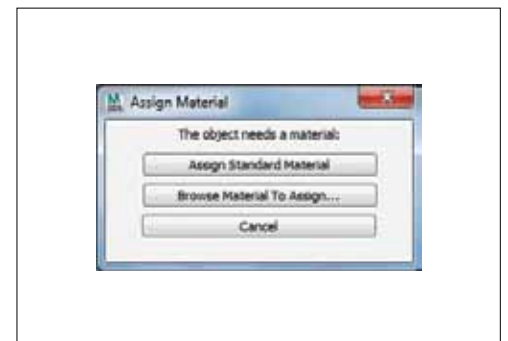 Assign Material
The object needs a material:
Assign Standard Material
Browse Material To Assign...
Cancel